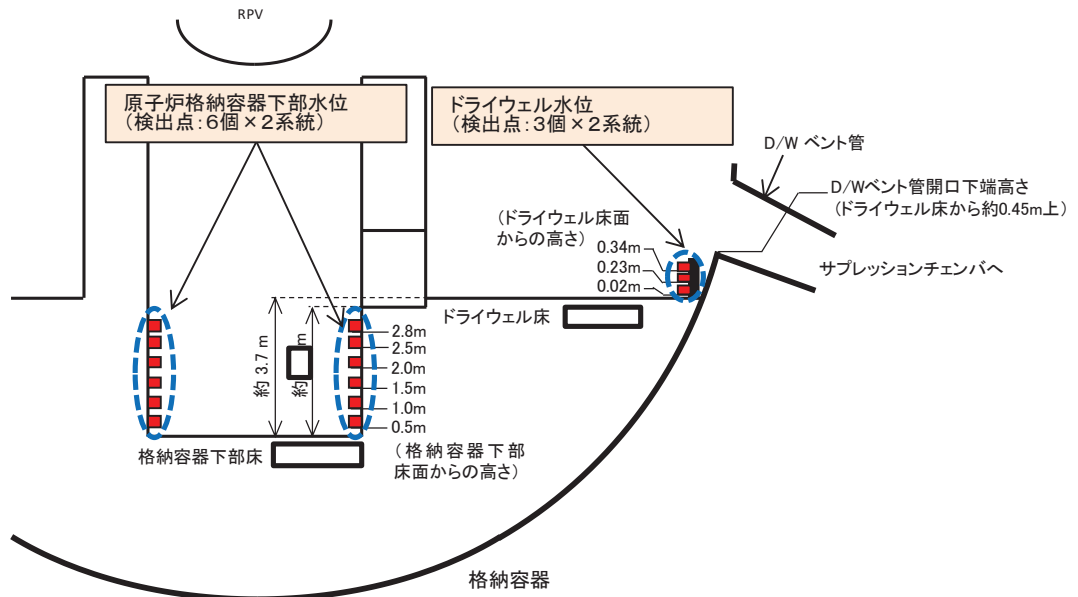 RPV
原子炉格納容器下部水位
(検出点:6個×2系統)
ドライウェル水位
(検出点:3個×2系統)
D/W ベント管
D/Wベント管開口下端高さ
(ドライウェル床から約0.45m上)
(ドライウェル床面
からの高さ)
0.34m
0.23m
0.02m
サプレッションチェンバへ
ドライウェル床
約 3.7 m
約
m
2.8m
2.5m
2.0m
1.5m
1.0m
0.5m
格納容器下部床
(格納容器下部
床面からの高さ)
格納容器